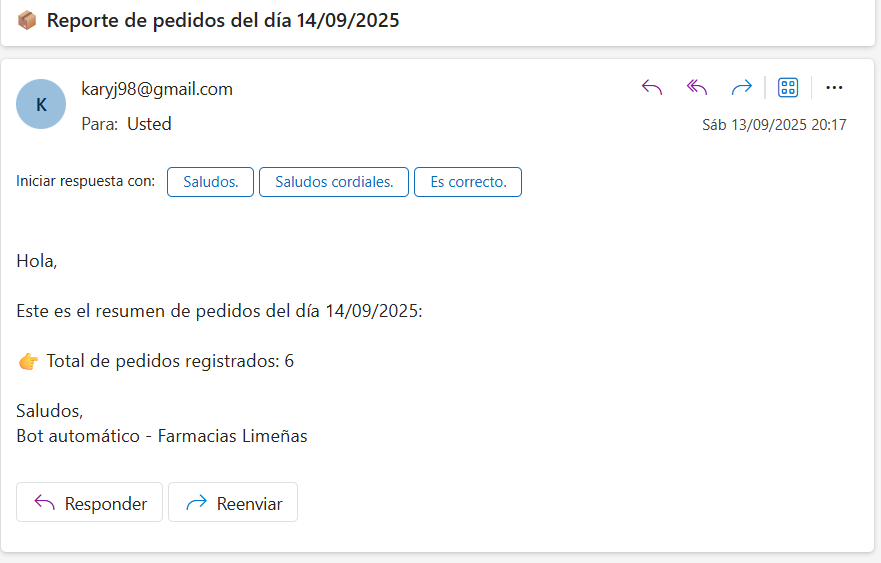 📦 Reporte de pedidos del día 14/09/2025
K
karyj98@gmail.com
Para: Usted
Sáb 13/09/2025 20:17
Iniciar respuesta con: Saludos. Saludos cordiales. Es correcto.
Hola,
Este es el resumen de pedidos del día 14/09/2025:
👉 Total de pedidos registrados: 6
Saludos,
Bot automático - Farmacias Limeñas
Responder Reenviar